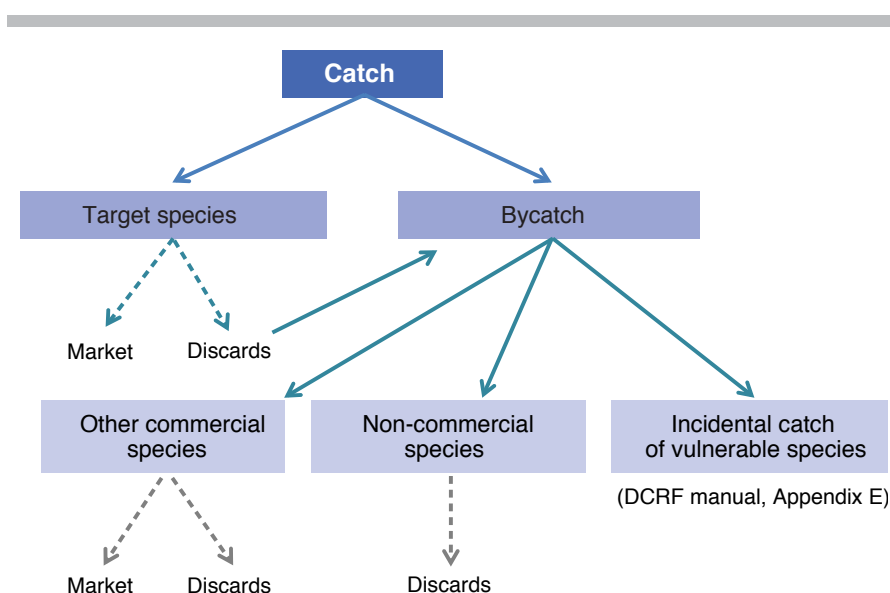 Catch
Target species
Bycatch
Market
Discards
Other commercial
species
Non-commercial
species
Incidental catch
of vulnerable species
(DCRF manual, Appendix E)
Market
Discards
Discards